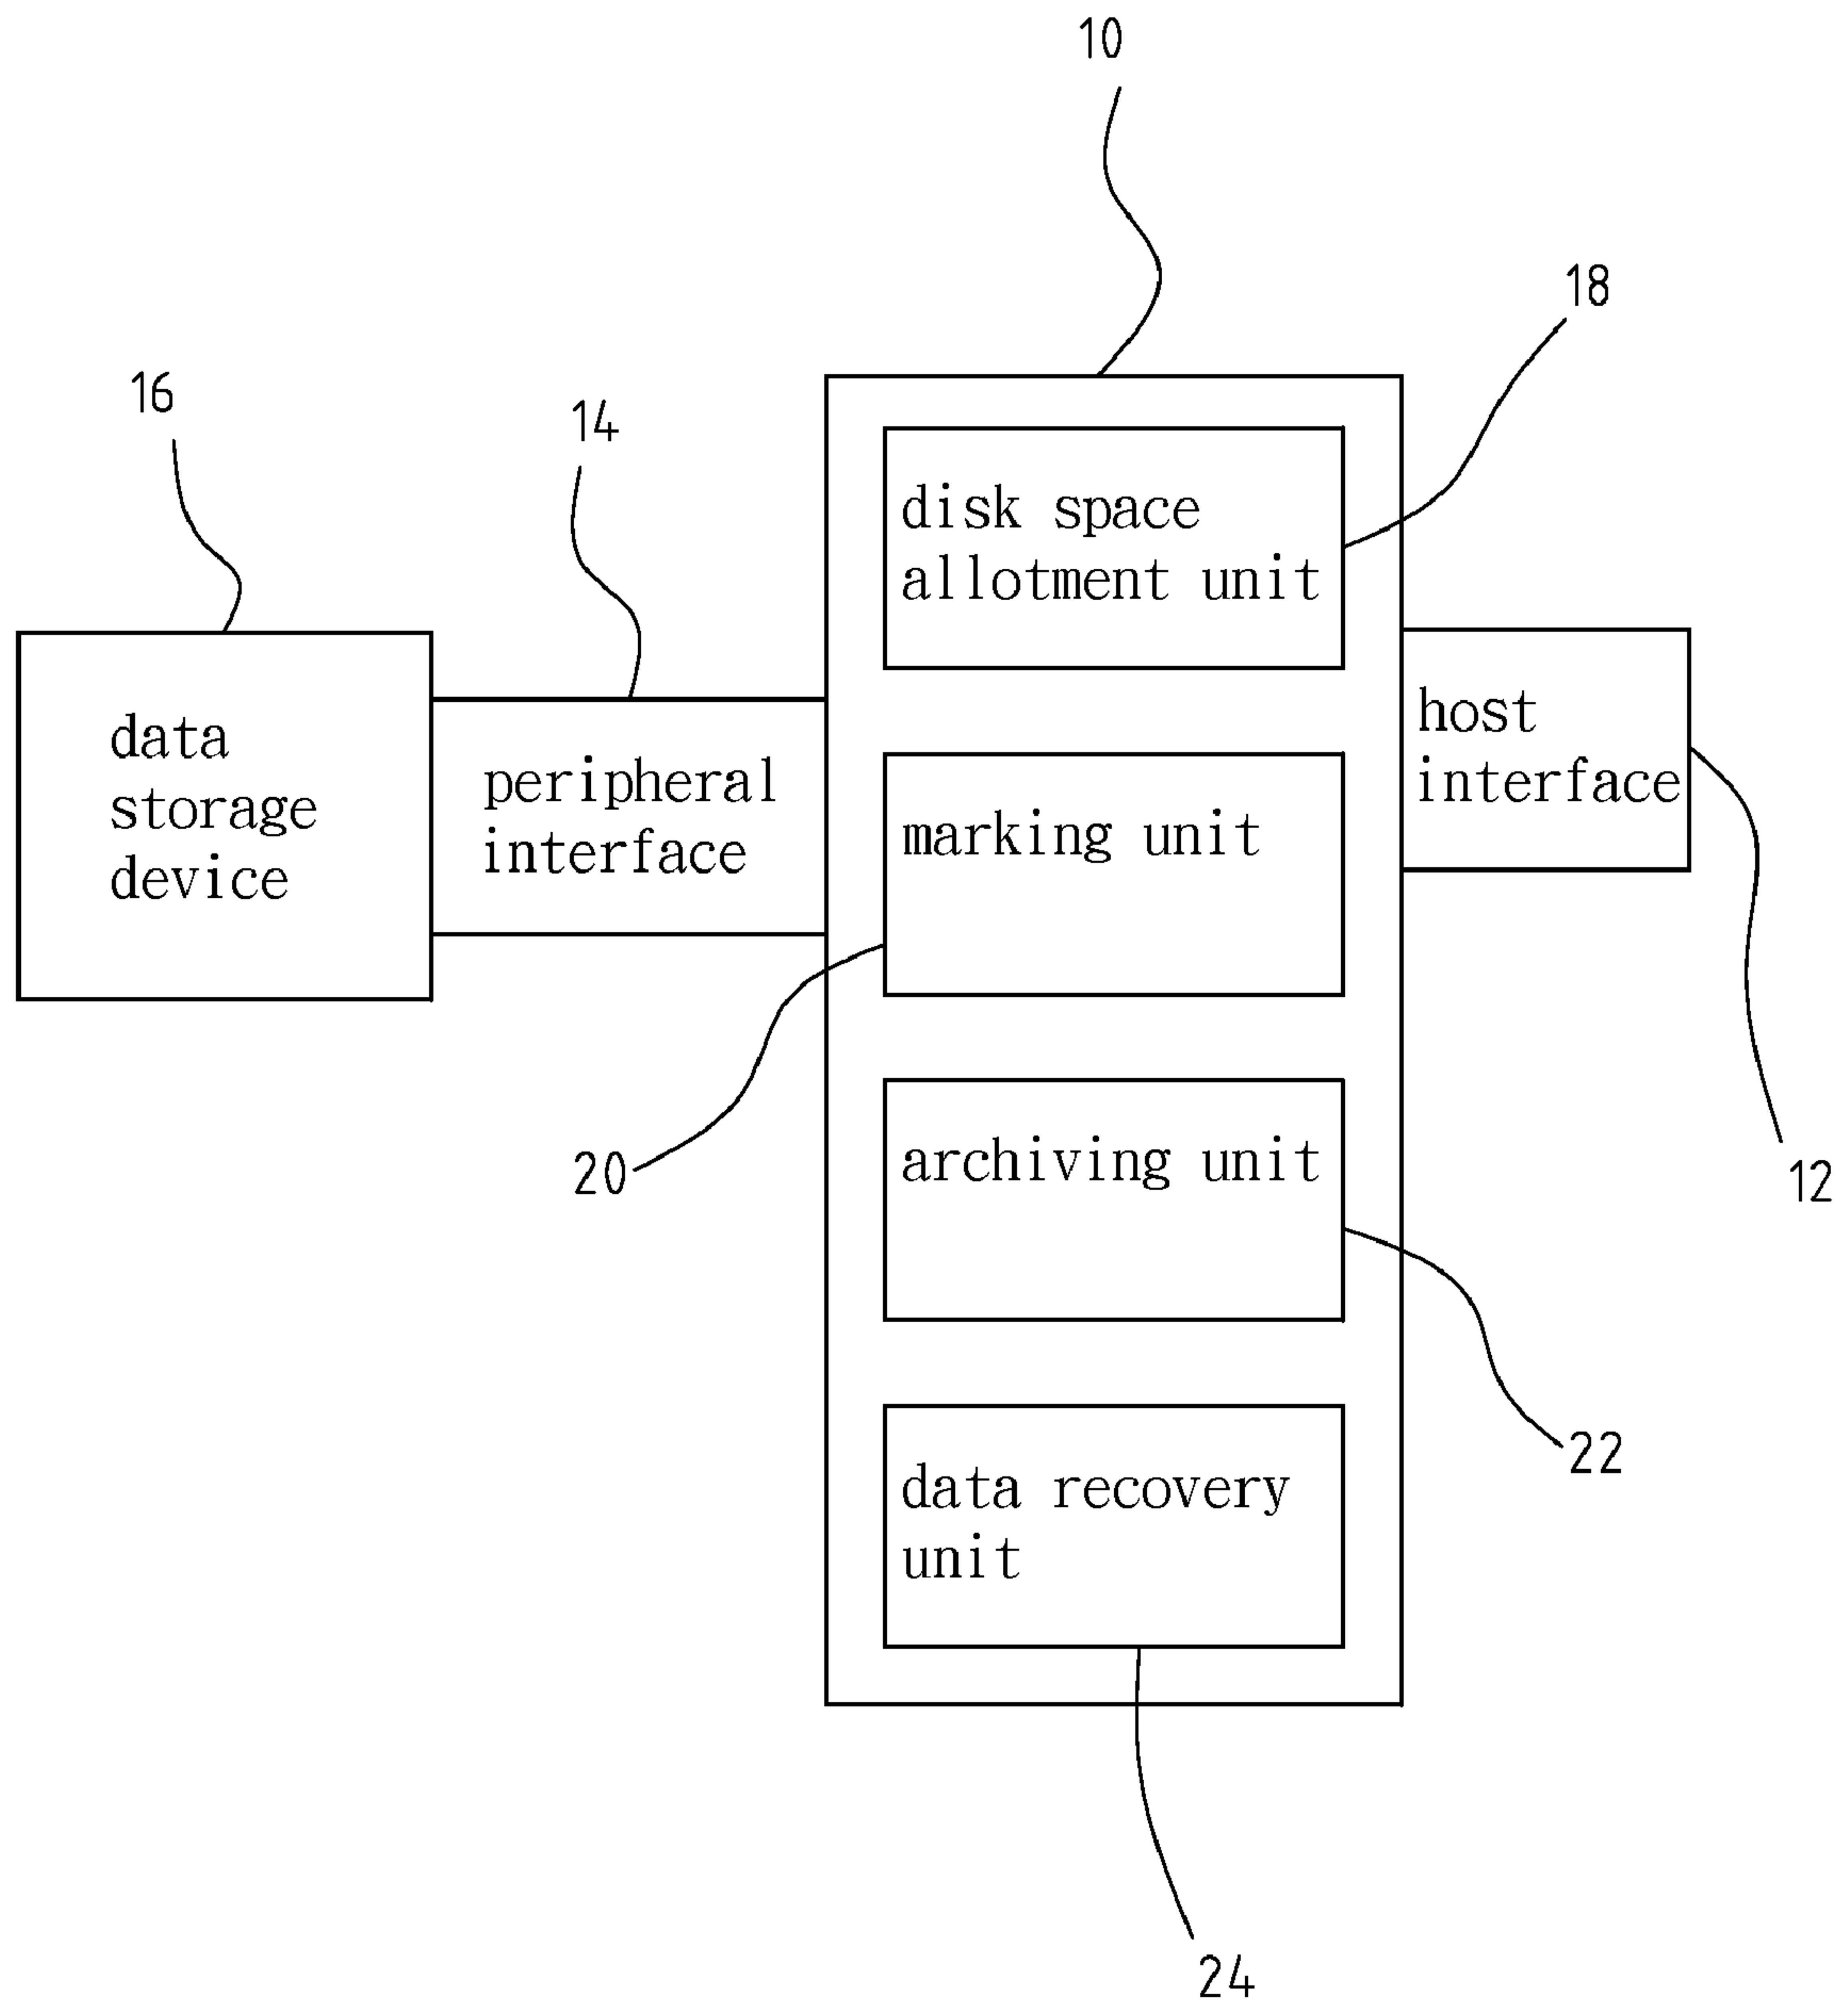 10
18
16
14
disk space
allotment unit
data
storage
device
peripheral
interface
host
interface
marking unit
20
archiving unit
12
22
data recovery
unit
24